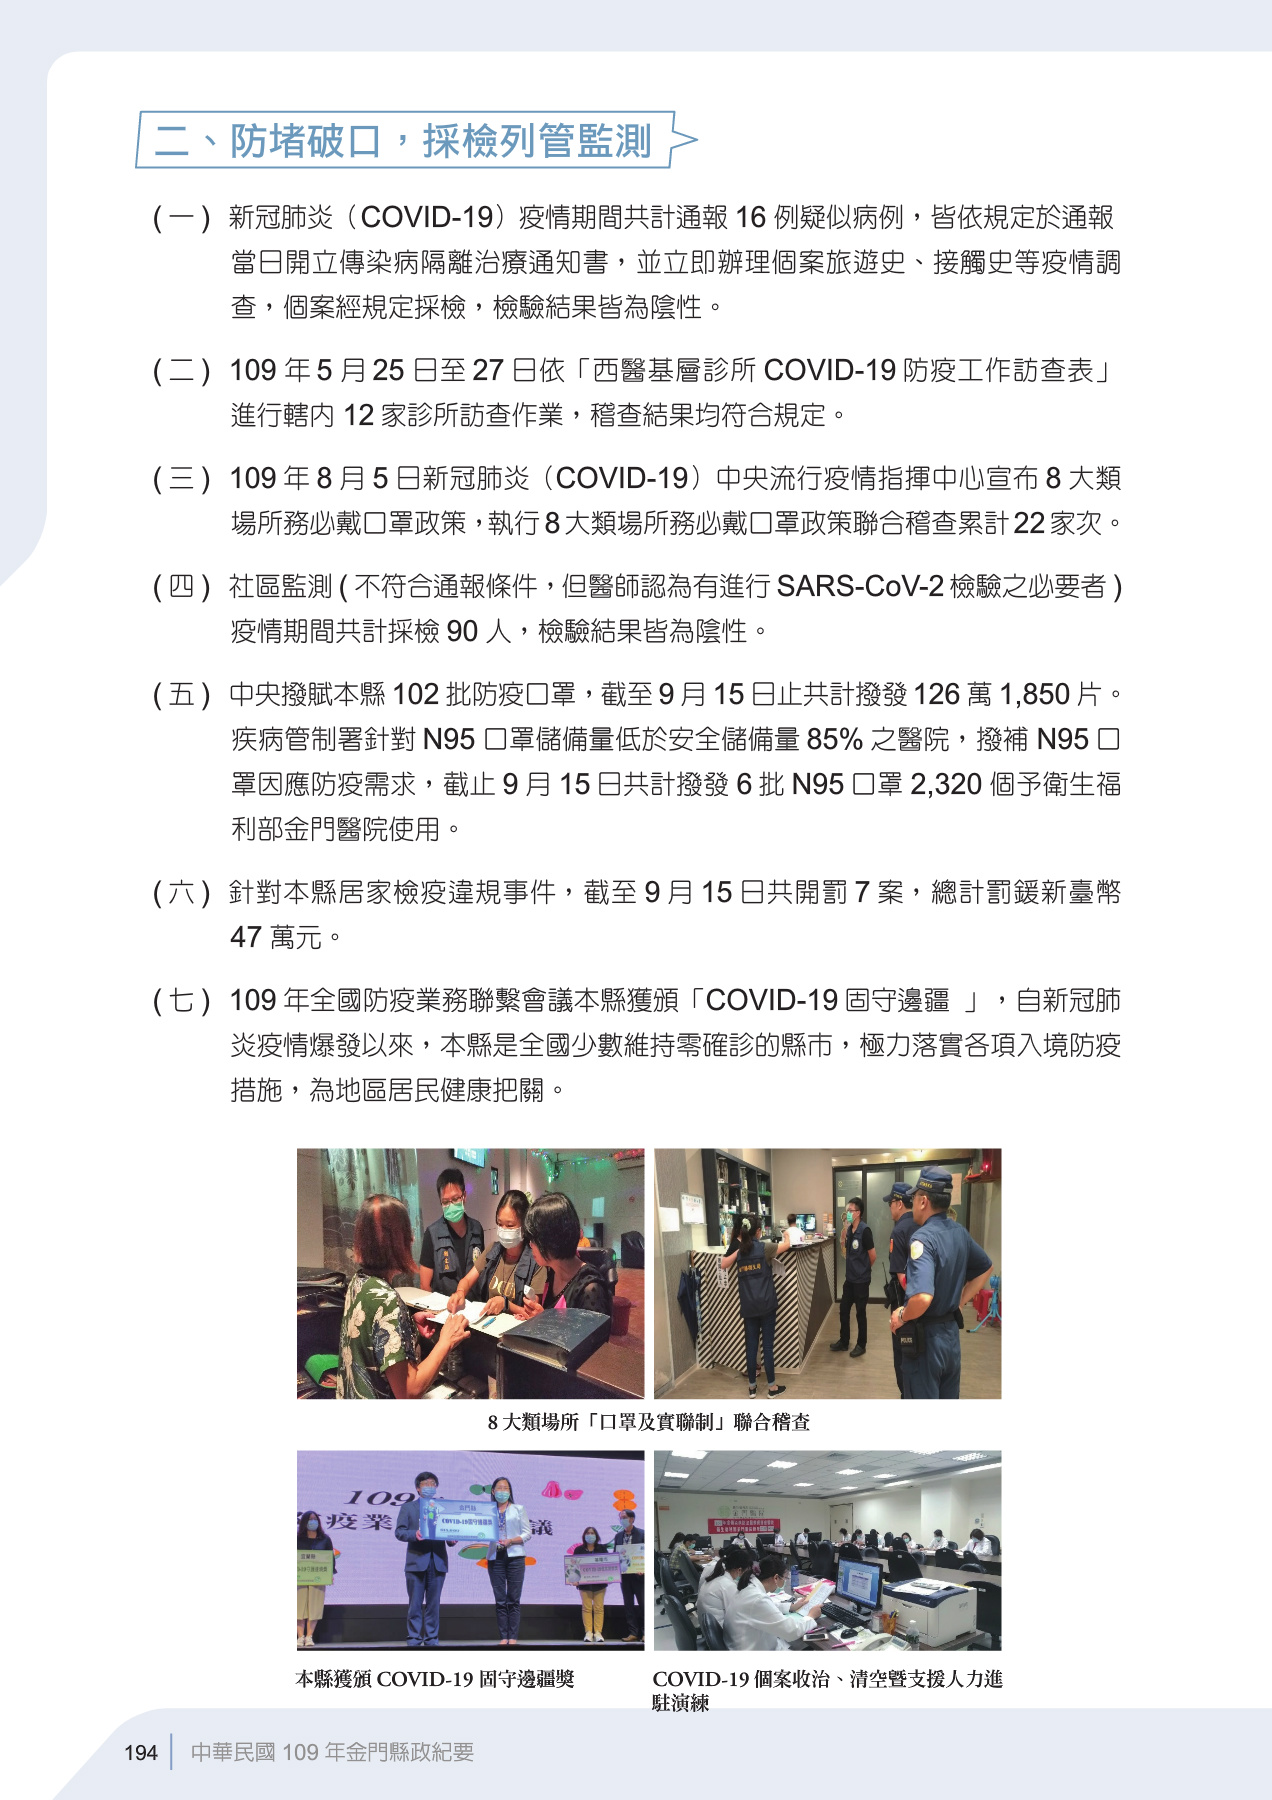 二、防堵破口，採檢列管監測
(一) 新冠肺炎（COVID-19）疫情期間共計通報 16 例疑似病例，皆依規定於通報
當日開立傳染病隔離治療通知書，並立即辦理個案旅遊史、接觸史等疫情調
查，個案經規定採檢，檢驗結果皆為陰性。
(二) 109 年 5 月 25 日至 27 日依「西醫基層診所 COVID-19 防疫工作訪查表」
進行轄內 12 家診所訪查作業，稽查結果均符合規定。
(三) 109 年 8 月 5 日新冠肺炎（COVID-19）中央流行疫情指揮中心宣布 8 大類
場所務必戴口罩政策，執行 8 大類場所務必戴口罩政策聯合稽查累計 22 家次。
(四) 社區監測 ( 不符合通報條件，但醫師認為有進行 SARS-CoV-2 檢驗之必要者 )
疫情期間共計採檢 90 人，檢驗結果皆為陰性。
(五) 中央撥賦本縣 102 批防疫口罩，截至 9 月 15 日止共計撥發 126 萬 1,850 片。
疾病管制署針對 N95 口罩儲備量低於安全儲備量 85% 之醫院，撥補 N95 口
罩因應防疫需求，截止 9 月 15 日共計撥發 6 批 N95 口罩 2,320 個予衛生福
利部金門醫院使用。
(六) 針對本縣居家檢疫違規事件，截至 9 月 15 日共開罰 7 案，總計罰鍰新臺幣
47 萬元。
(七) 109 年全國防疫業務聯繫會議本縣獲頒「COVID-19 固守邊疆 」，自新冠肺
炎疫情爆發以來，本縣是全國少數維持零確診的縣市，極力落實各項入境防疫
措施，為地區居民健康把關。
8 大類場所「口罩及實聯制」聯合稽查
109
疫業
議
金門縣
COVID-19固守邊疆獎
本縣獲頒 COVID-19 固守邊疆獎
COVID-19 個案收治、清空暨支援人力進
駐演練
194
中華民國 109 年金門縣政紀要